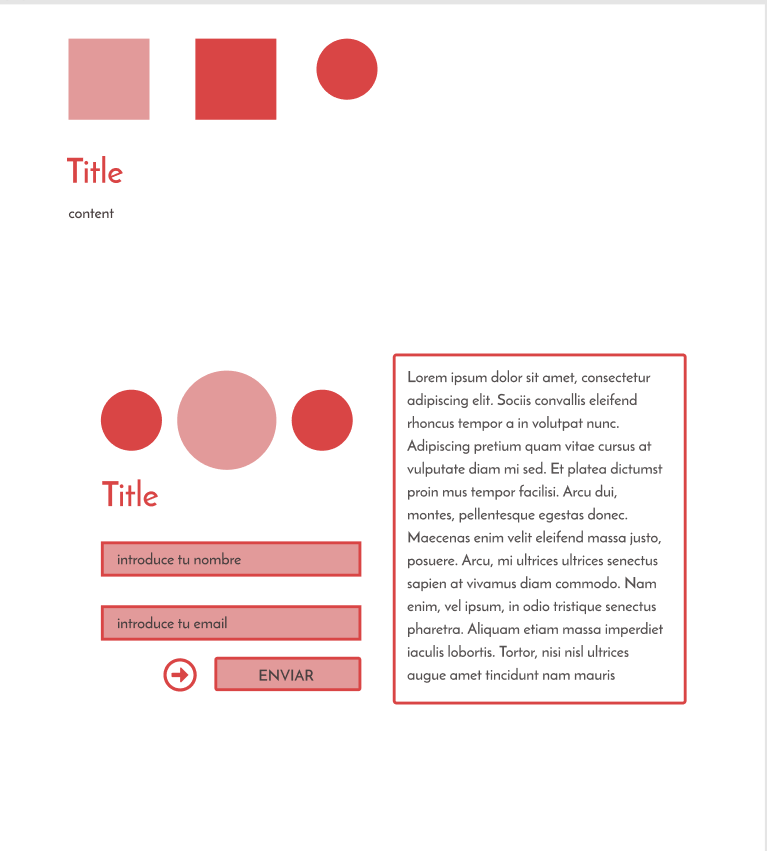 Title
content
Title
introduce tu nombre
introduce tu email
ENVIAR
Lorem ipsum dolor sit amet, consectetur
adipiscing elit. Sociis convallis eleifend
rhoncus tempor a in volutpat nunc.
Adipiscing pretium quam vitae cursus at
vulputate diam mi sed. Et platea dictumst
proin mus tempor facilisi. Arcu dui,
montes, pellentesque egestas donec.
Maecenas enim velit eleifend massa justo,
posuere. Arcu, mi ultrices ultrices senectus
sapien at vivamus diam commodo. Nam
enim, vel ipsum, in odio tristique senectus
pharetra. Aliquam etiam massa imperdiet
iaculis lobortis. Tortor, nisi nisl ultrices
augue amet tincidunt nam mauris